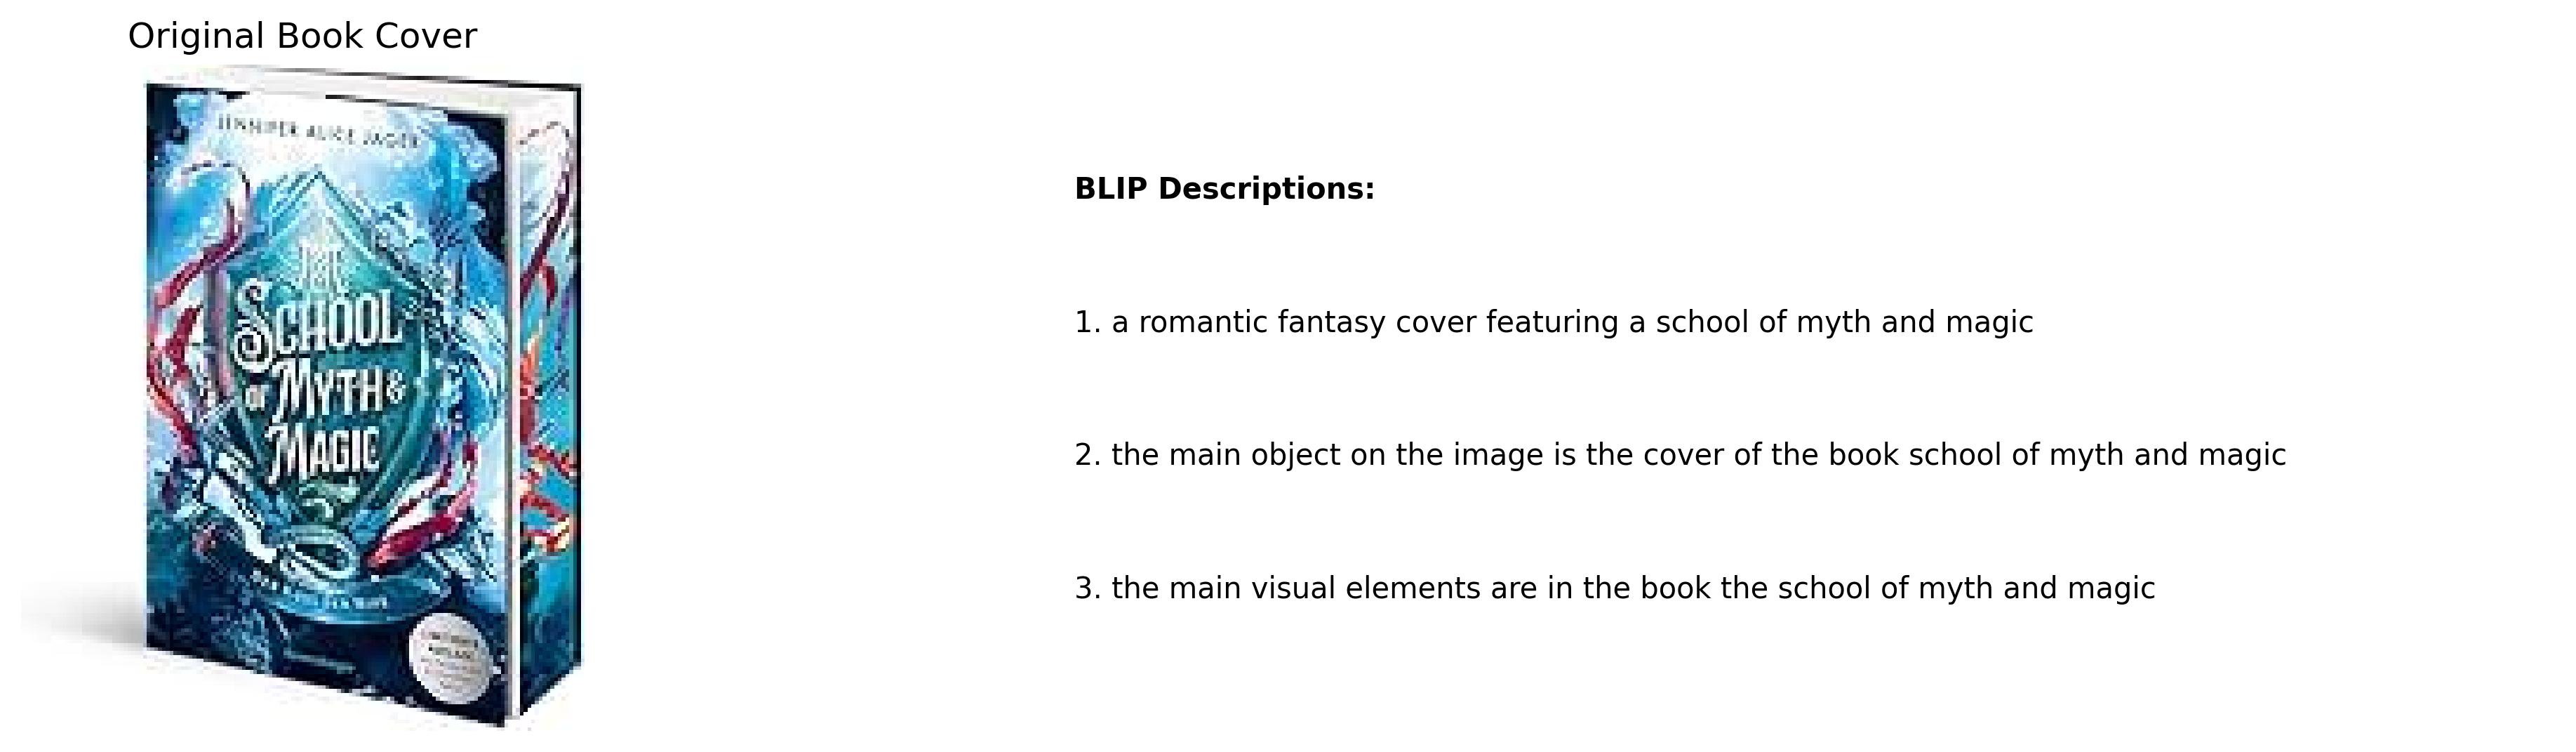 Original Book Cover
JENNIFER ALICE JAGER
THE
SCHOOL
OF MYTH &
MAGIC
BLIP Descriptions:
1. a romantic fantasy cover featuring a school of myth and magic
2. the main object on the image is the cover of the book school of myth and magic
3. the main visual elements are in the book the school of myth and magic